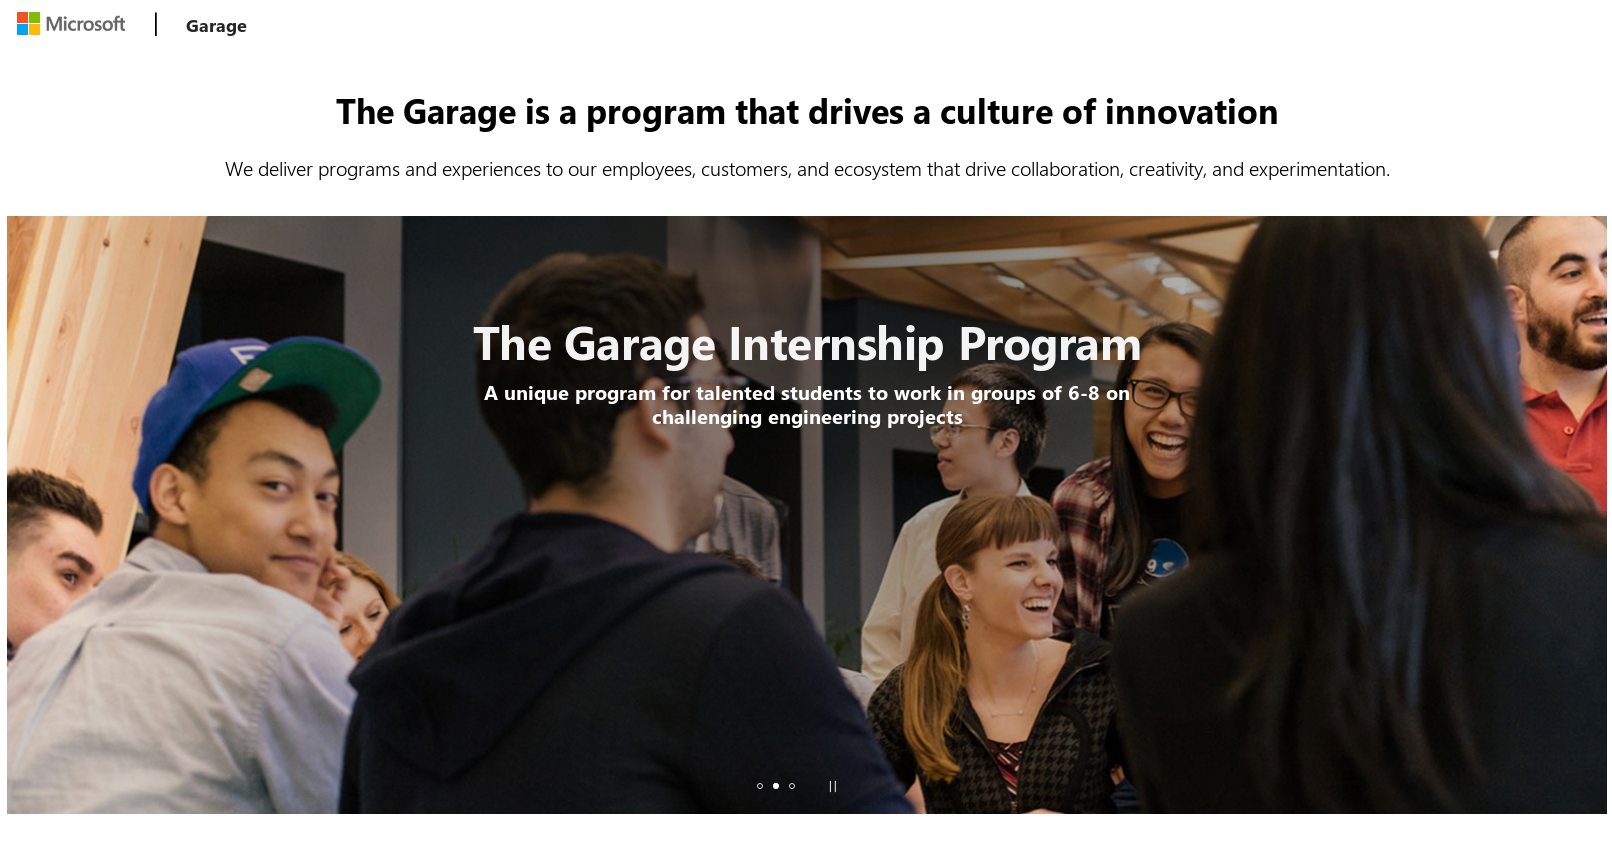 Microsoft | Garage
The Garage is a program that drives a culture of innovation
We deliver programs and experiences to our employees, customers, and ecosystem that drive collaboration, creativity, and experimentation.
The Garage Internship Program
A unique program for talented students to work in groups of 6-8 on
challenging engineering projects